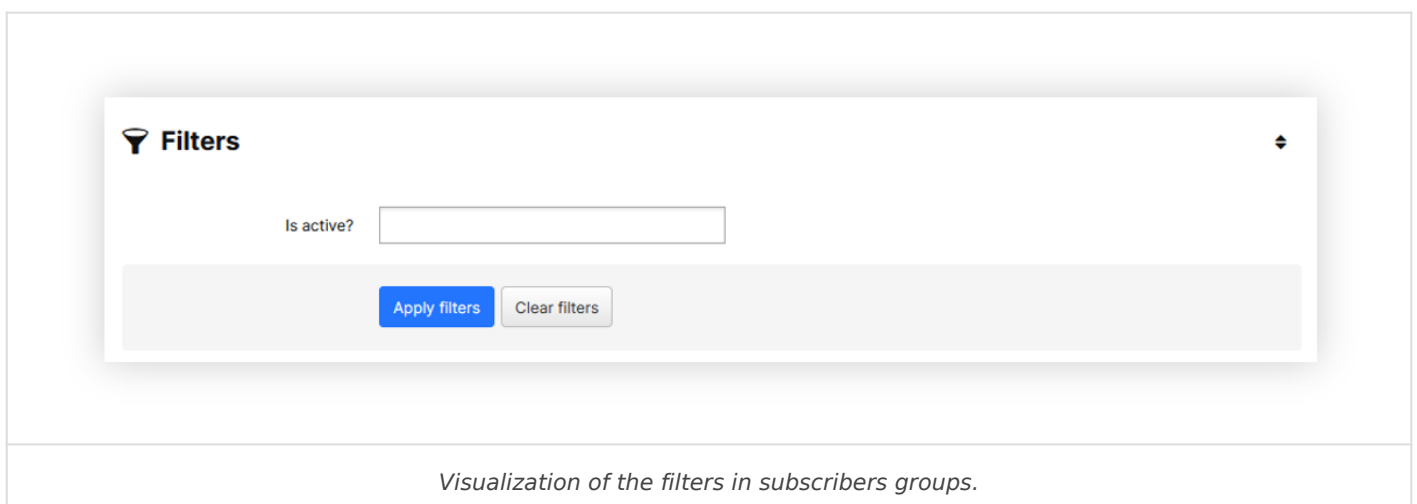 Filters
Is active?
Apply filters Clear filters
Visualization of the filters in subscribers groups.